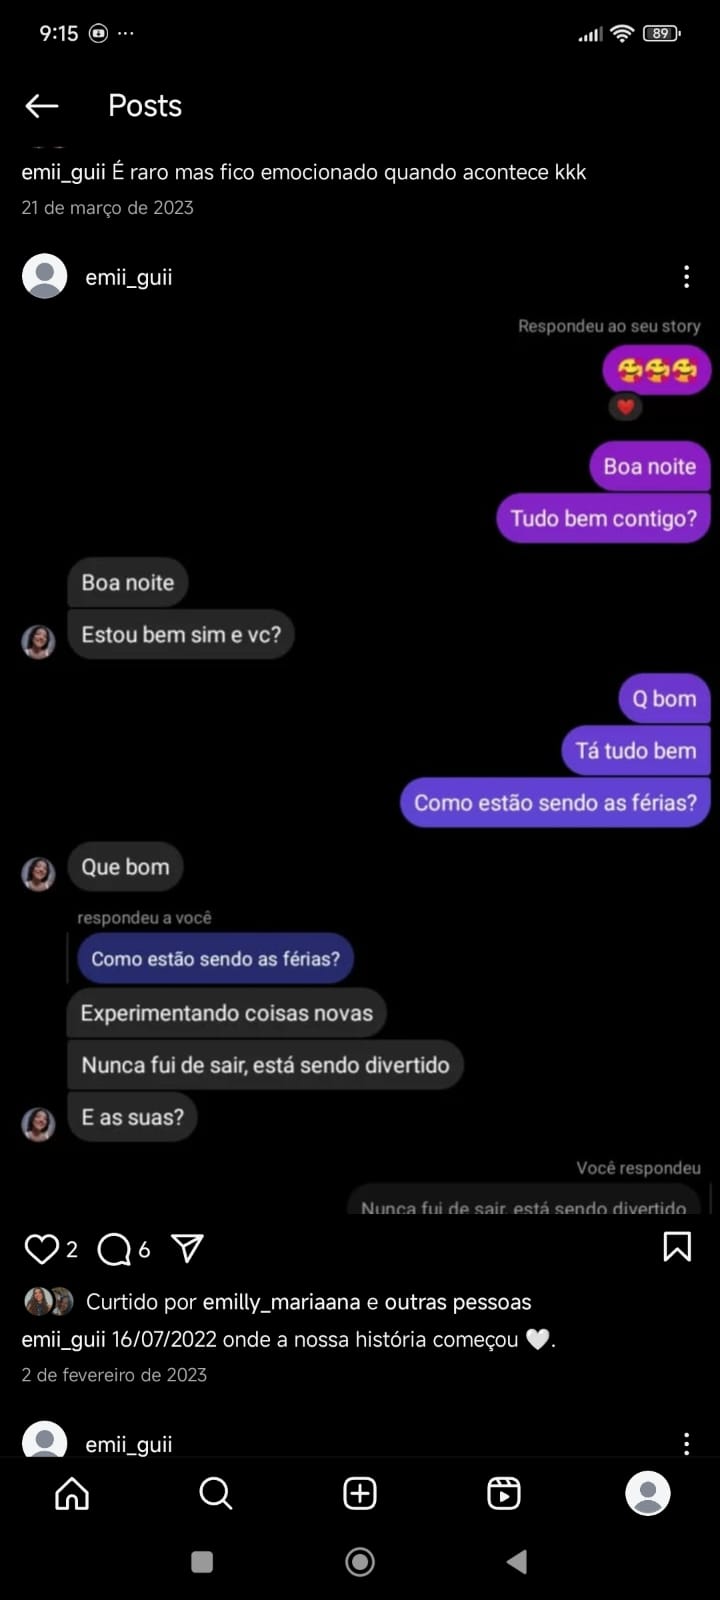 9:15
89
Posts
emii_guii É raro mas fico emocionado quando acontece kkk
21 de março de 2023
emii_guii
Respondeu ao seu story
🥰🥰🥰
❤️
Boa noite
Tudo bem contigo?
Boa noite
Estou bem sim e vc?
Q bom
Tá tudo bem
Como estão sendo as férias?
Que bom
respondeu a você
Como estão sendo as férias?
Experimentando coisas novas
Nunca fui de sair, está sendo divertido
E as suas?
Você respondeu
Nunca fui de sair, está sendo divertido
2 6
Curtido por emilly_mariaana e outras pessoas
emii_guii 16/07/2022 onde a nossa história começou 🤍.
2 de fevereiro de 2023
emii_guii